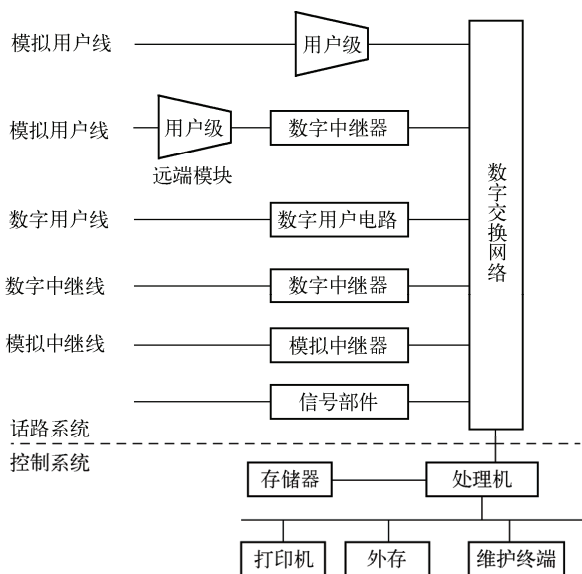 模拟用户线
用户级
模拟用户线
用户级
数字中继器
远端模块
数字用户线
数字用户电路
数字交换网络
数字中继线
数字中继器
模拟中继线
模拟中继器
信号部件
话路系统
控制系统
存储器
处理机
打印机
外存
维护终端